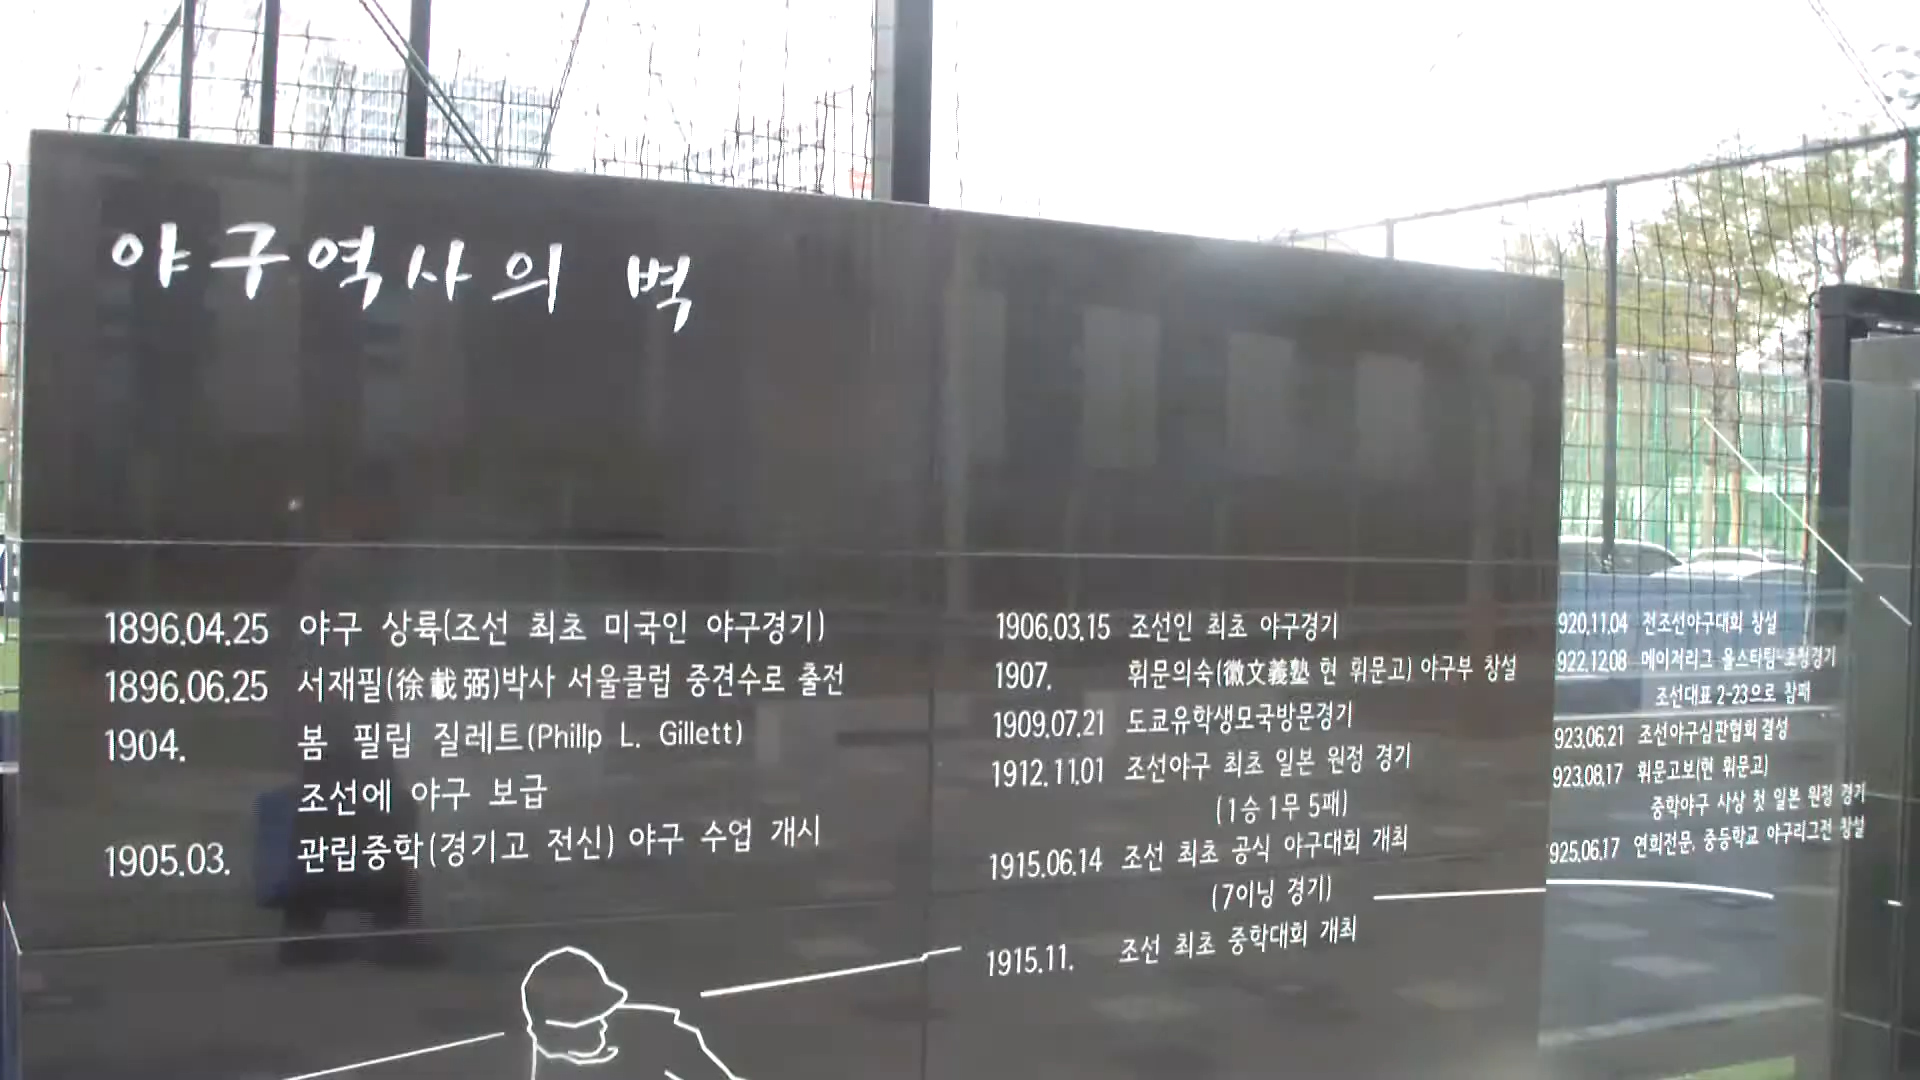 야구역사의 벽
1896.04.25 야구 상륙(조선 최초 미국인 야구경기)
1896.06.25 서재필(徐載弼)박사 서울클럽 중견수로 출전
1904. 봄 필립 질레트(Phillp L. Gillett)
조선에 야구 보급
1905.03. 관립중학(경기고 전신) 야구 수업 개시
1906.03.15 조선인 최초 야구경기
1907. 휘문의숙(徽文義塾 현 휘문고) 야구부 창설
1909.07.21 도쿄유학생모국방문경기
1912.11.01 조선야구 최초 일본 원정 경기
(1승 1무 5패)
1915.06.14 조선 최초 공식 야구대회 개최
(7이닝 경기)
1915.11. 조선 최초 중학대회 개최
920.11.04 전조선야구대회 창설
922.12.08 메이저리그 올스타팀 초청경기
조선대표 2-23으로 참패
923.06.21 조선야구심판협회 결성
923.08.17 휘문고보(현 휘문고)
중학야구 사상 첫 일본 원정 경기
925.06.17 연희전문, 중등학교 야구리그전 창설